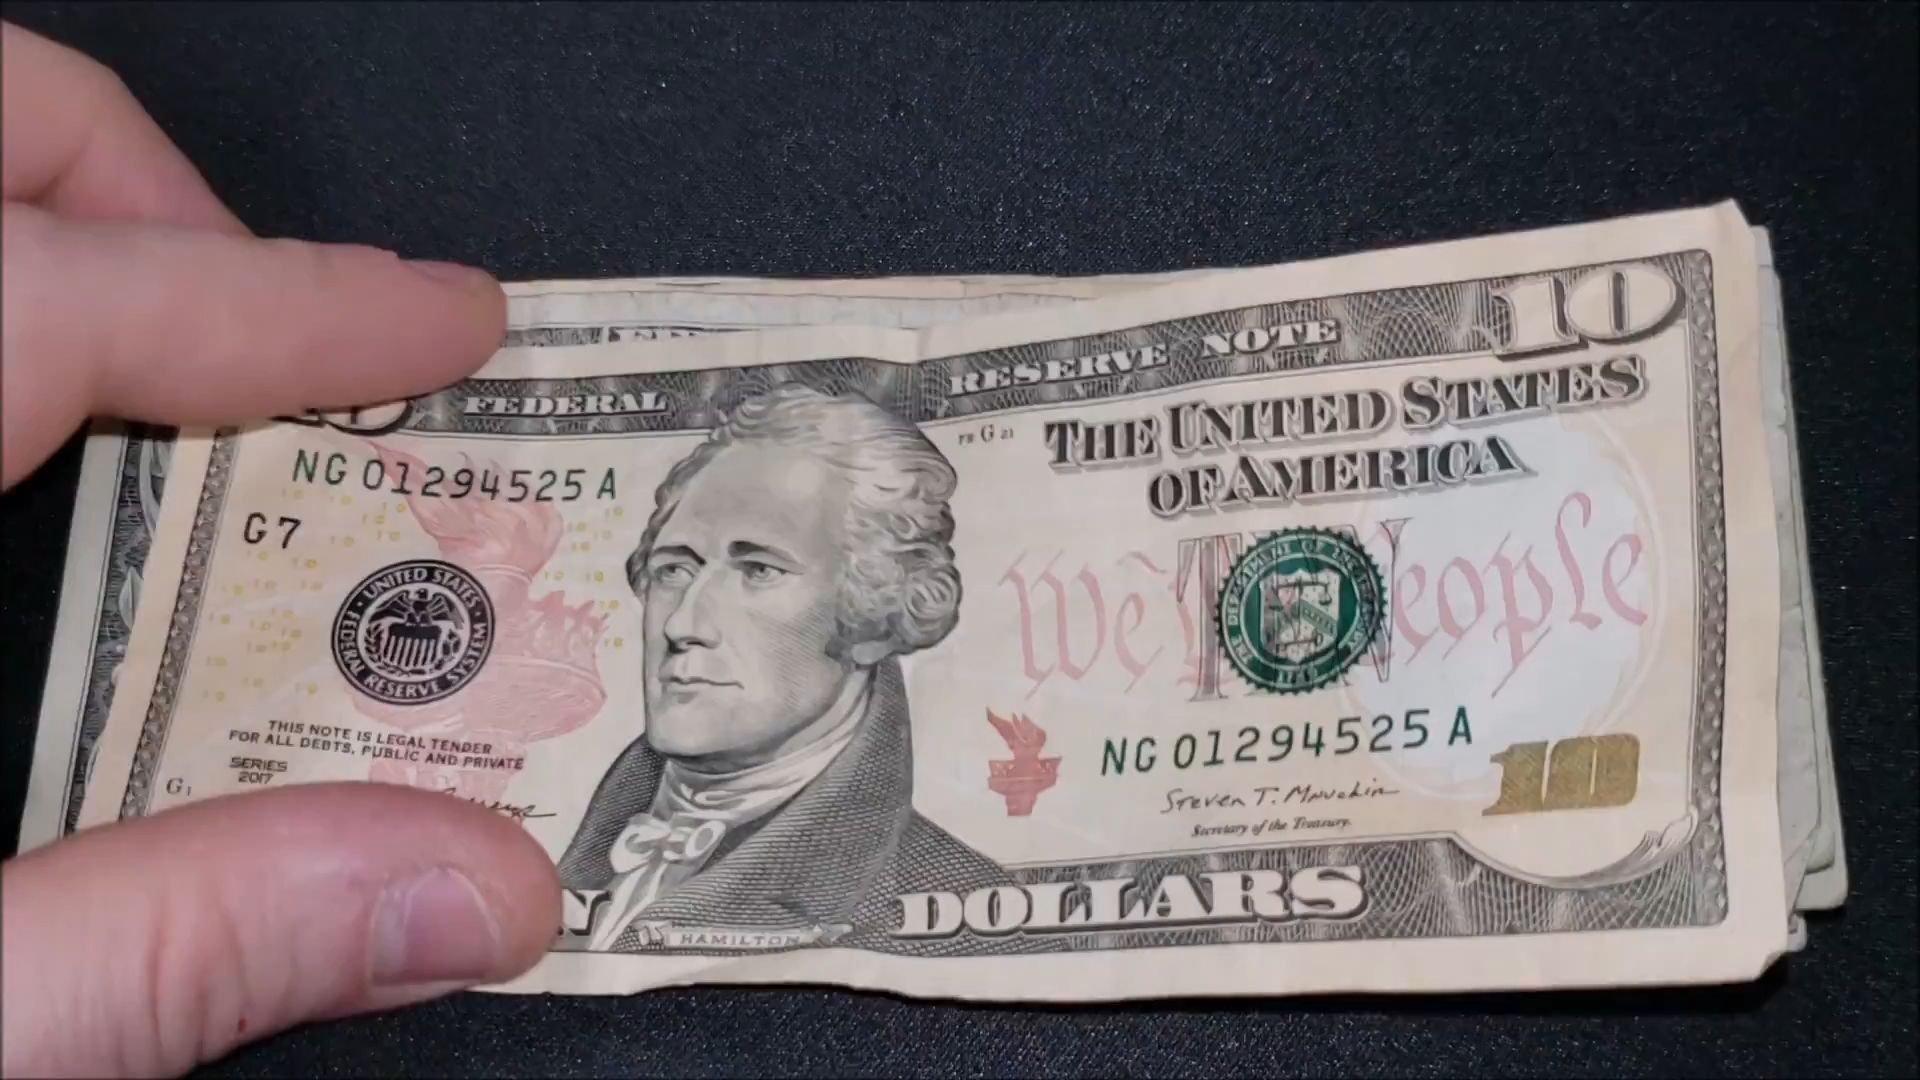 FEDERAL RESERVE NOTE 10
FW G 21
THE UNITED STATES
OF AMERICA
NG 01294525 A
G 7
UNITED STATES
FEDERAL RESERVE SYSTEM
We the People
THIS NOTE IS LEGAL TENDER
FOR ALL DEBTS, PUBLIC AND PRIVATE
SERIES
2017
G 1
NG 01294525 A
Steven T. Mnuchin
Secretary of the Treasury.
10
DOLLARS
HAMILTON